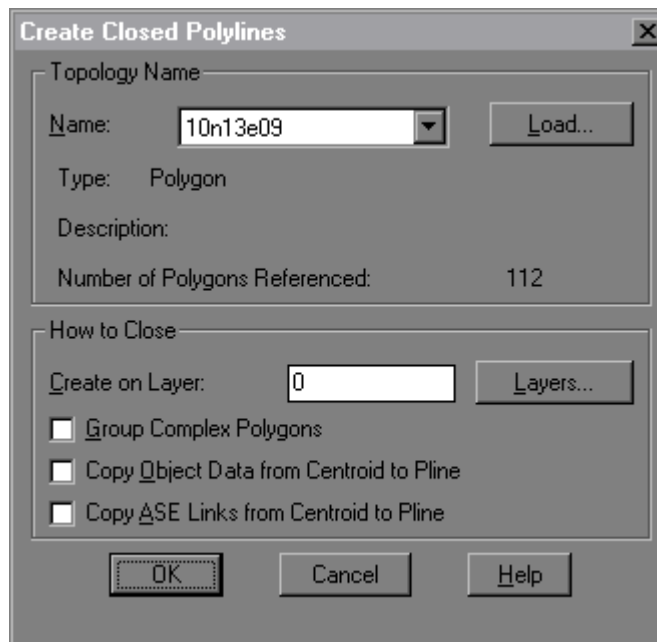 Create Closed Polylines
Topology Name
Name: 10n13e09 Load...
Type: Polygon
Description:
Number of Polygons Referenced: 112
How to Close
Create on Layer: 0 Layers...
Group Complex Polygons
Copy Object Data from Centroid to Pline
Copy ASE Links from Centroid to Pline
OK Cancel Help